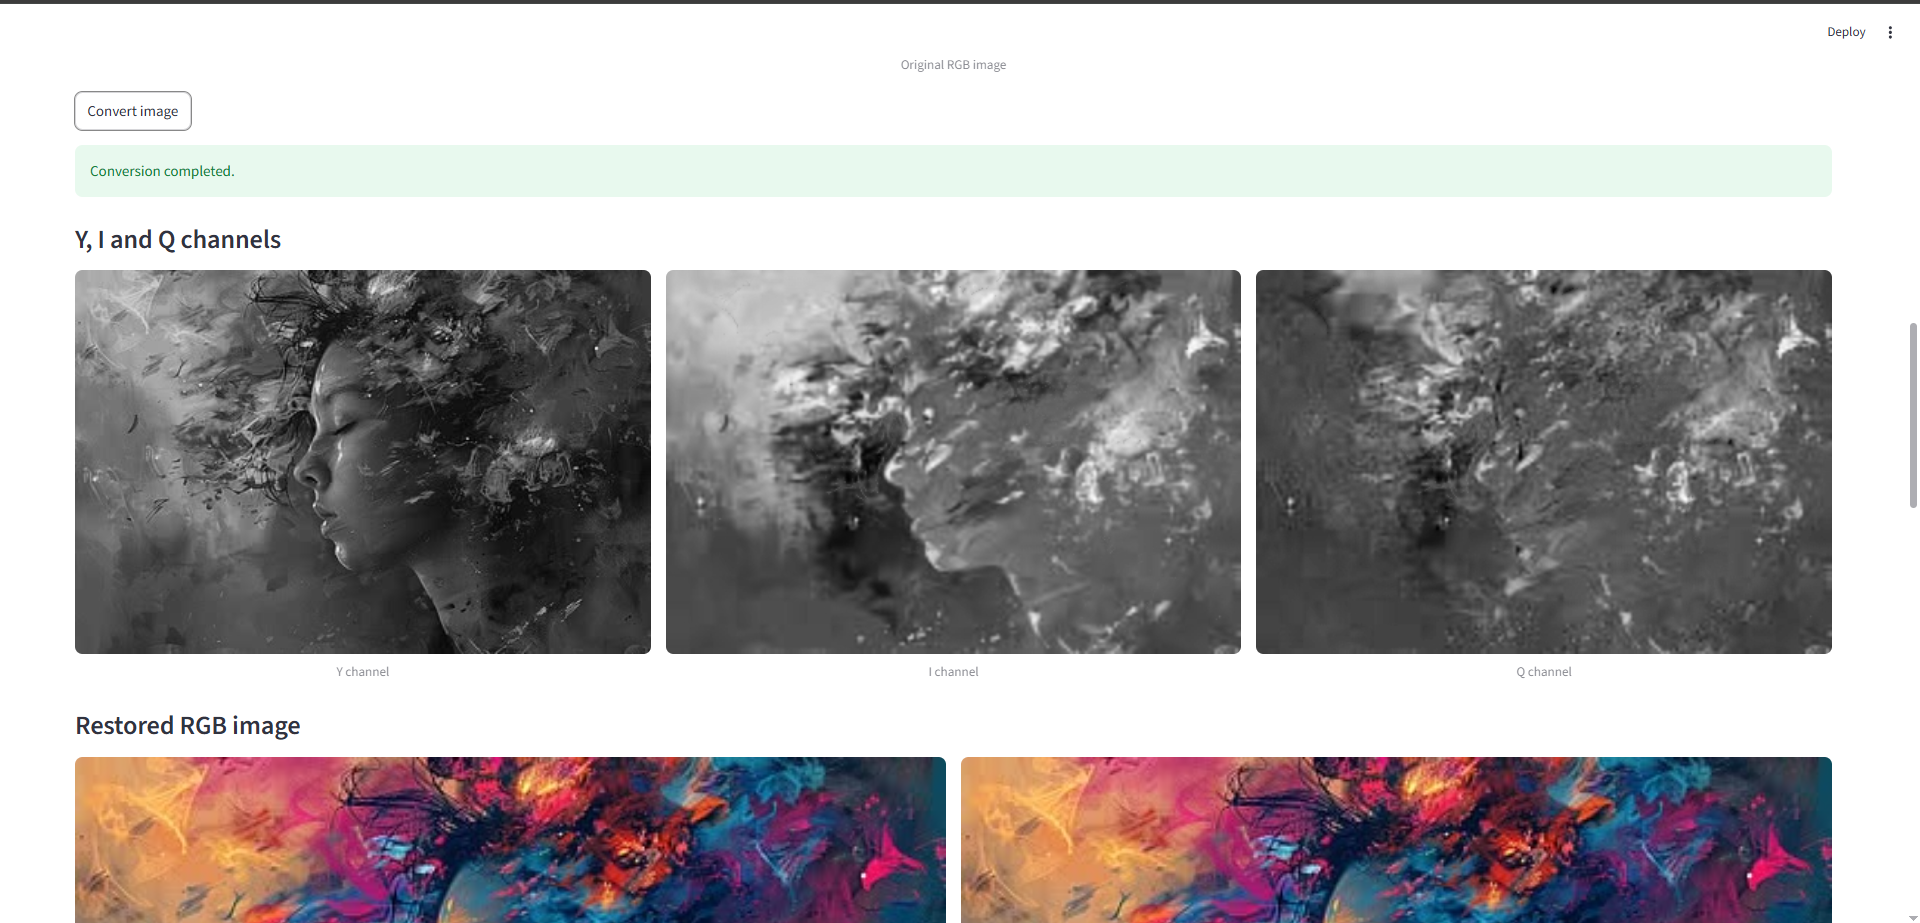 Deploy
Original RGB image
Convert image
Conversion completed.
Y, I and Q channels
Y channel
I channel
Q channel
Restored RGB image